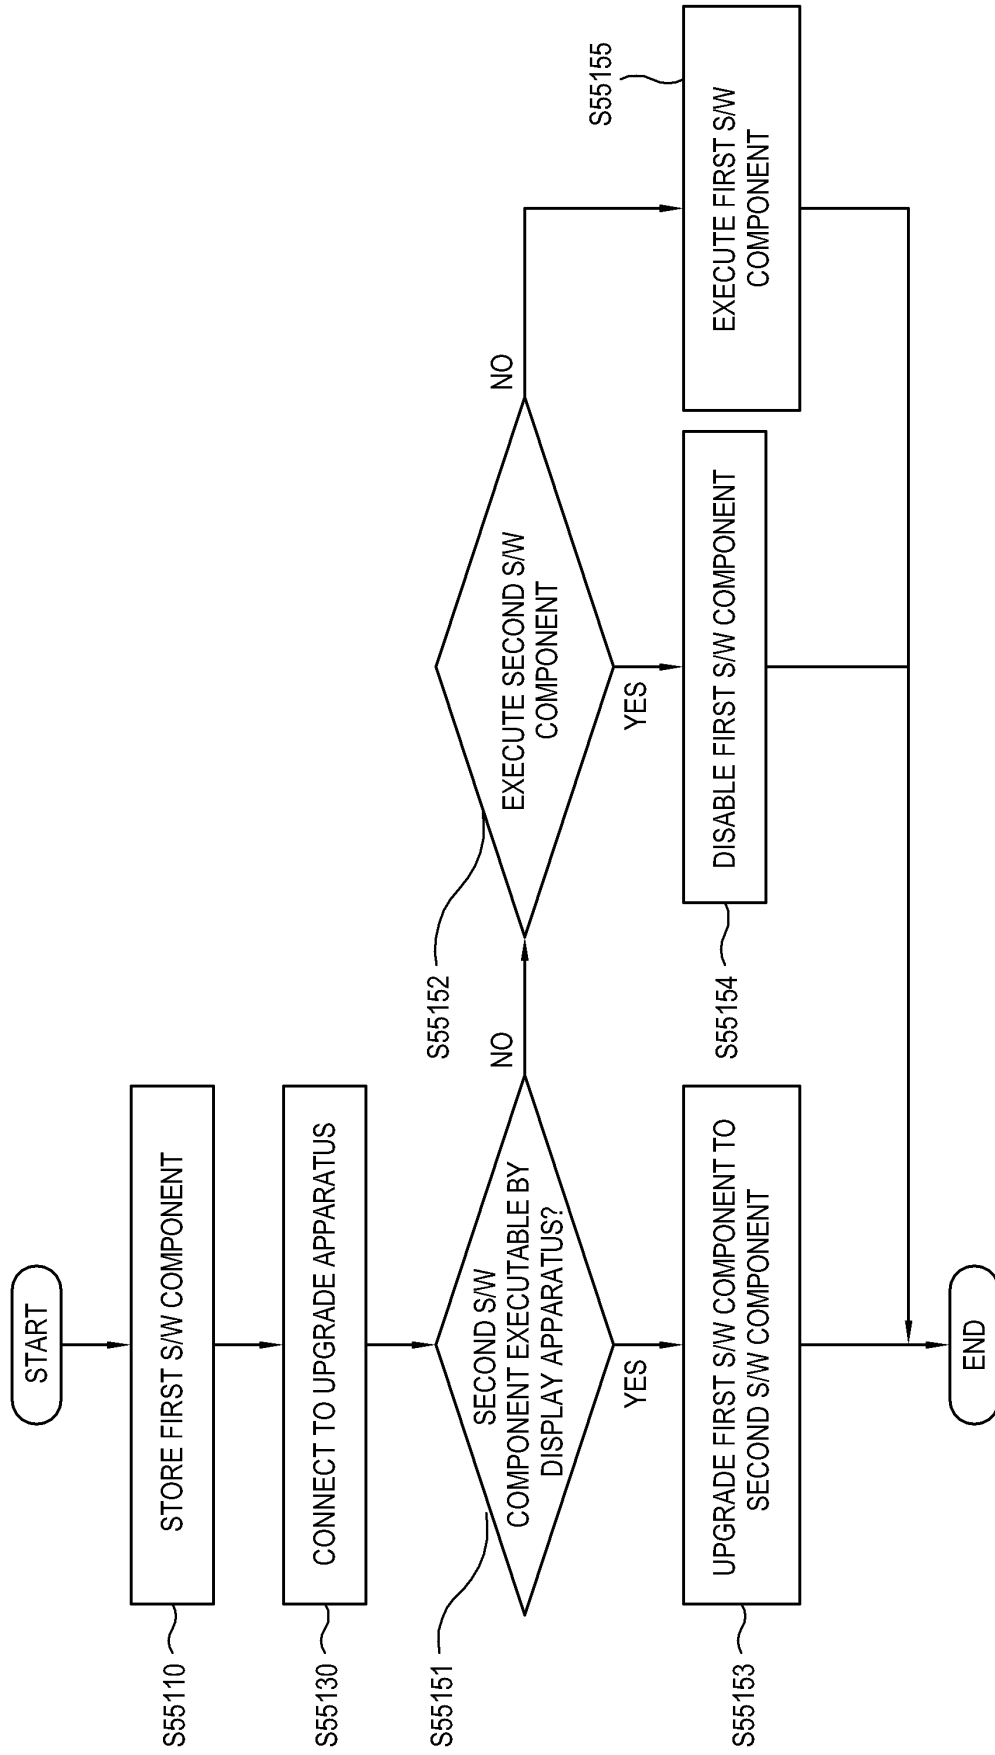 START
S55110
STORE FIRST S/W COMPONENT
S55130
CONNECT TO UPGRADE APPARATUS
S55151
SECOND S/W
COMPONENT EXECUTABLE BY
DISPLAY APPARATUS?
NO
YES
S55152
EXECUTE SECOND S/W
COMPONENT
NO
YES
S55153
UPGRADE FIRST S/W COMPONENT TO
SECOND S/W COMPONENT
S55154
DISABLE FIRST S/W COMPONENT
S55155
EXECUTE FIRST S/W
COMPONENT
END